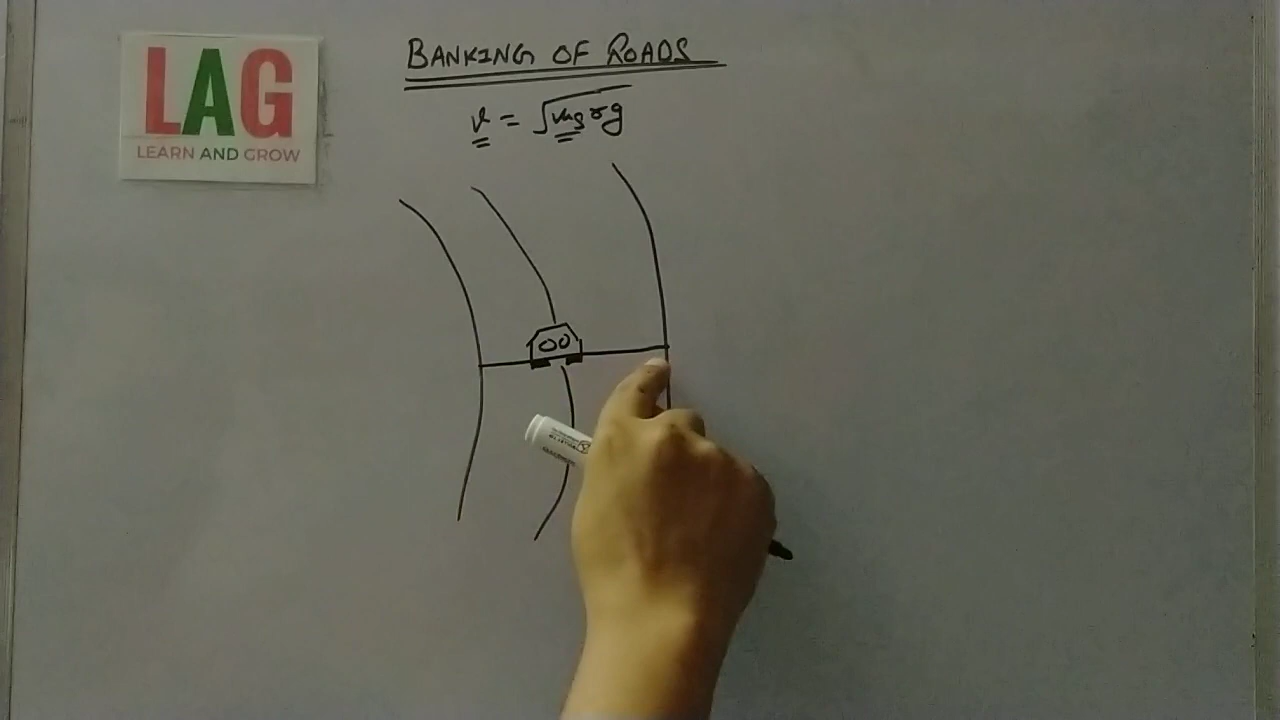 LAG
LEARN AND GROW
BANKING OF ROADS
v = √μs rg